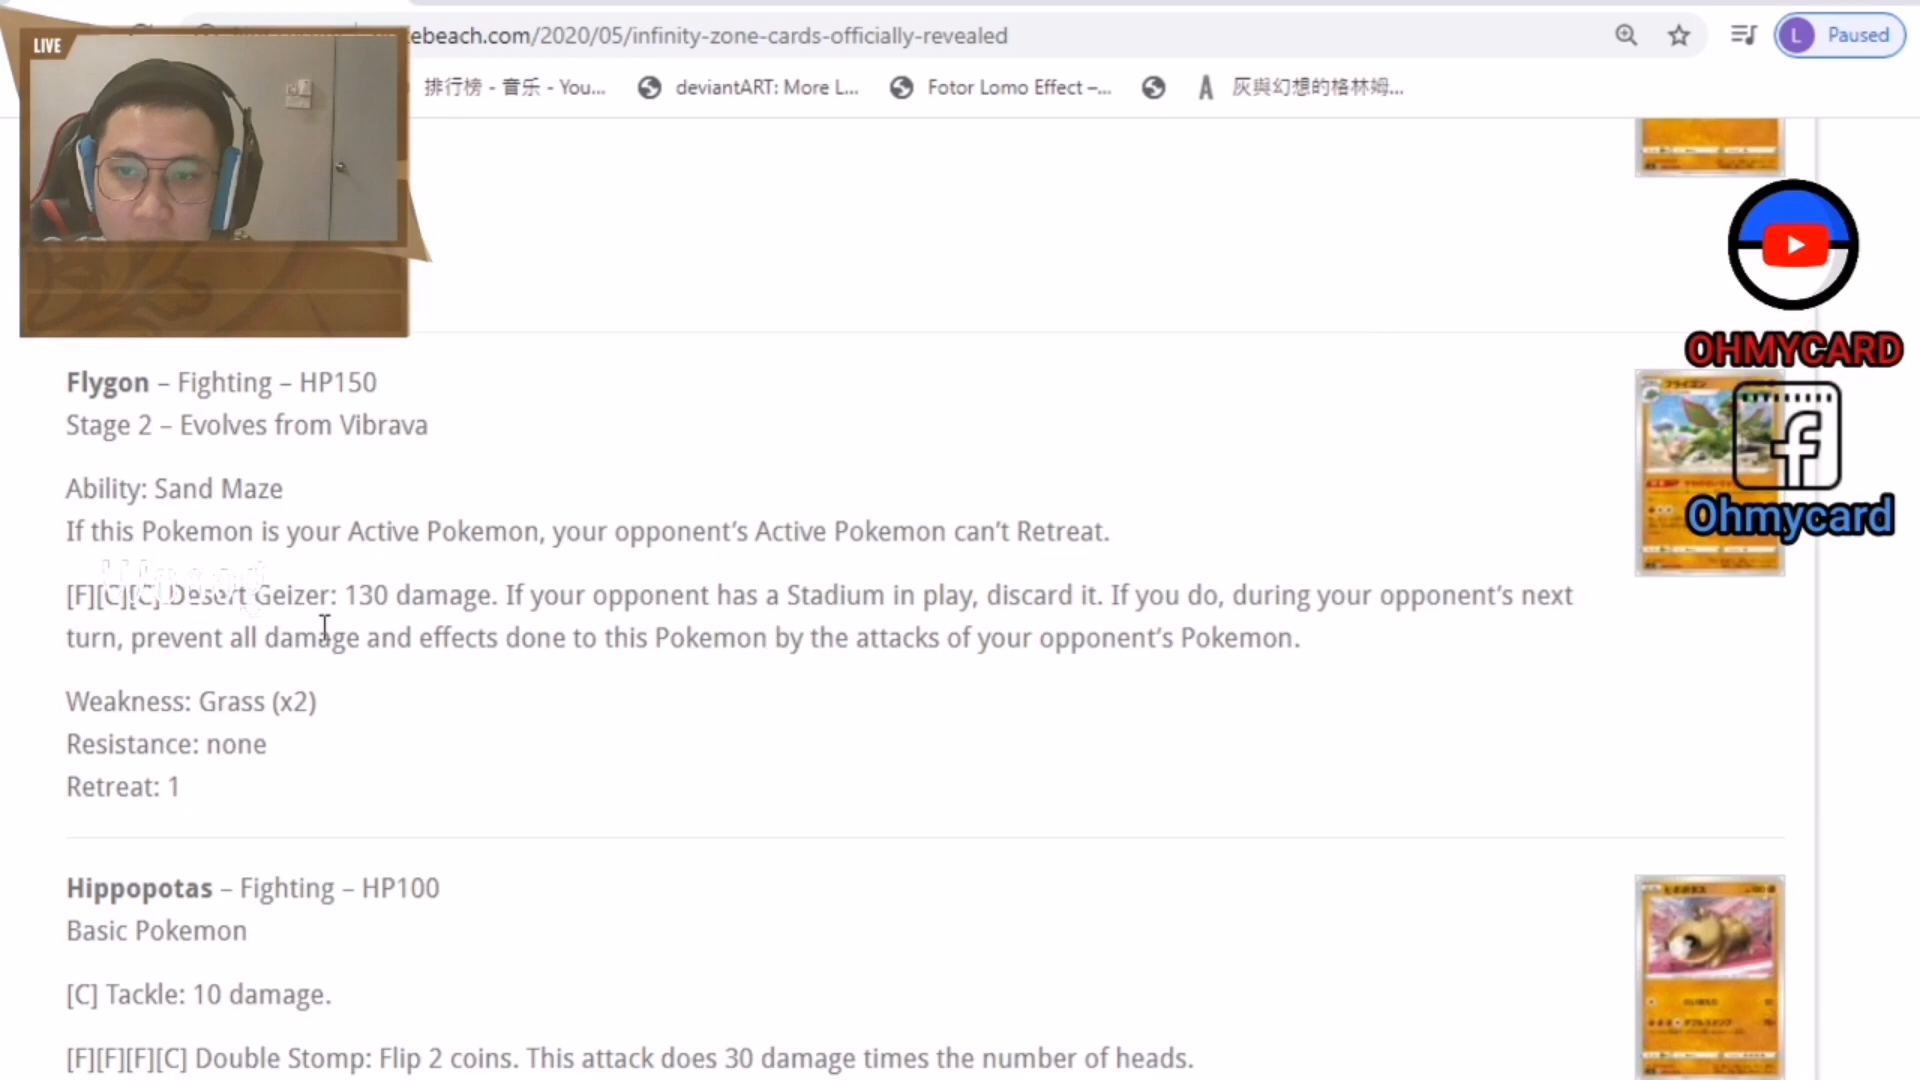 LIVE
ebeach.com/2020/05/infinity-zone-cards-officially-revealed
L Paused
排行榜 - 音乐 - You...
deviantART: More L...
Fotor Lomo Effect –...
灰與幻想的格林姆...
OHMYCARD
Ohmycard
Flygon – Fighting – HP150
Stage 2 – Evolves from Vibrava
Ability: Sand Maze
If this Pokemon is your Active Pokemon, your opponent’s Active Pokemon can’t Retreat.
[F][C][C] Desert Geizer: 130 damage. If your opponent has a Stadium in play, discard it. If you do, during your opponent’s next
turn, prevent all damage and effects done to this Pokemon by the attacks of your opponent’s Pokemon.
Weakness: Grass (x2)
Resistance: none
Retreat: 1
フライゴン
Hippopotas – Fighting – HP100
Basic Pokemon
[C] Tackle: 10 damage.
[F][F][F][C] Double Stomp: Flip 2 coins. This attack does 30 damage times the number of heads.